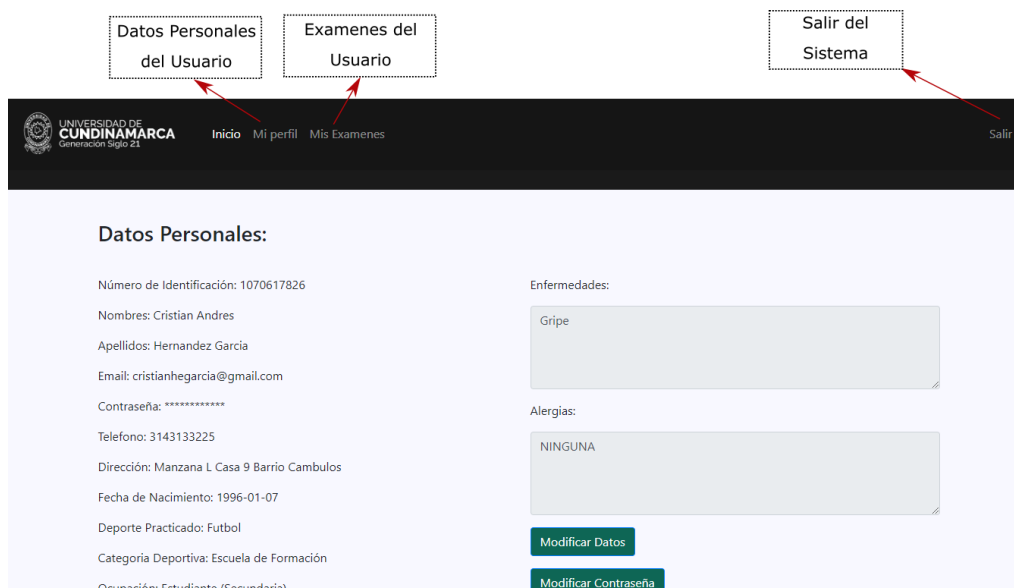 Datos Personales
del Usuario
Examenes del
Usuario
Salir del
Sistema
UNIVERSIDAD DE
CUNDINAMARCA
Generación Siglo 21
Inicio Mi perfil Mis Examenes
Salir
Datos Personales:
Número de Identificación: 1070617826
Nombres: Cristian Andres
Apellidos: Hernandez Garcia
Email: cristianhegarcia@gmail.com
Contraseña: ************
Telefono: 3143133225
Dirección: Manzana L Casa 9 Barrio Cambulos
Fecha de Nacimiento: 1996-01-07
Deporte Practicado: Futbol
Categoria Deportiva: Escuela de Formación
Ocupación: Estudiante (Secundaria)
Enfermedades:
Gripe
Alergias:
NINGUNA
Modificar Datos
Modificar Contraseña